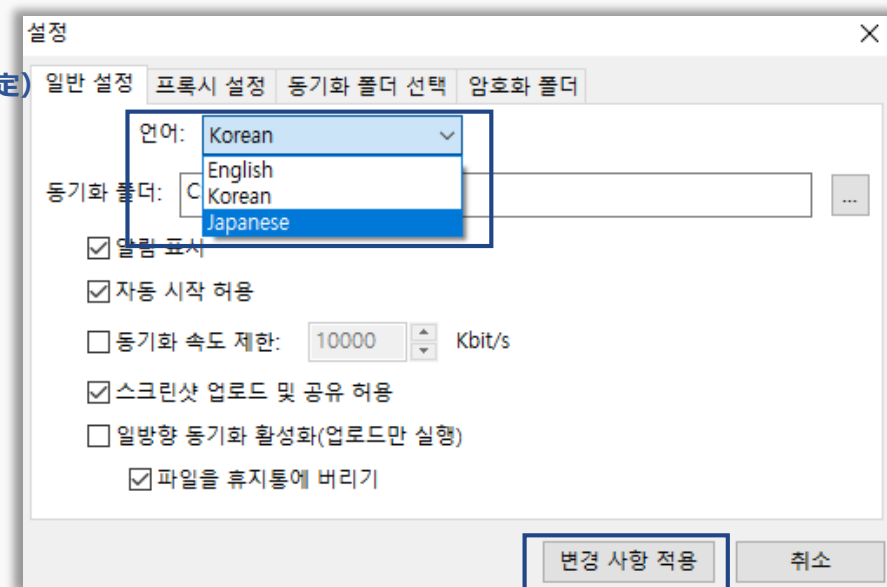 설정
定)
일반 설정 프록시 설정 동기화 폴더 선택 암호화 폴더
언어: Korean
English
동기화 폴더: C
Korean
...
Japanese
알림 표시
자동 시작 허용
동기화 속도 제한: 10000 Kbit/s
스크린샷 업로드 및 공유 허용
일방향 동기화 활성화(업로드만 실행)
파일을 휴지통에 버리기
변경 사항 적용 취소